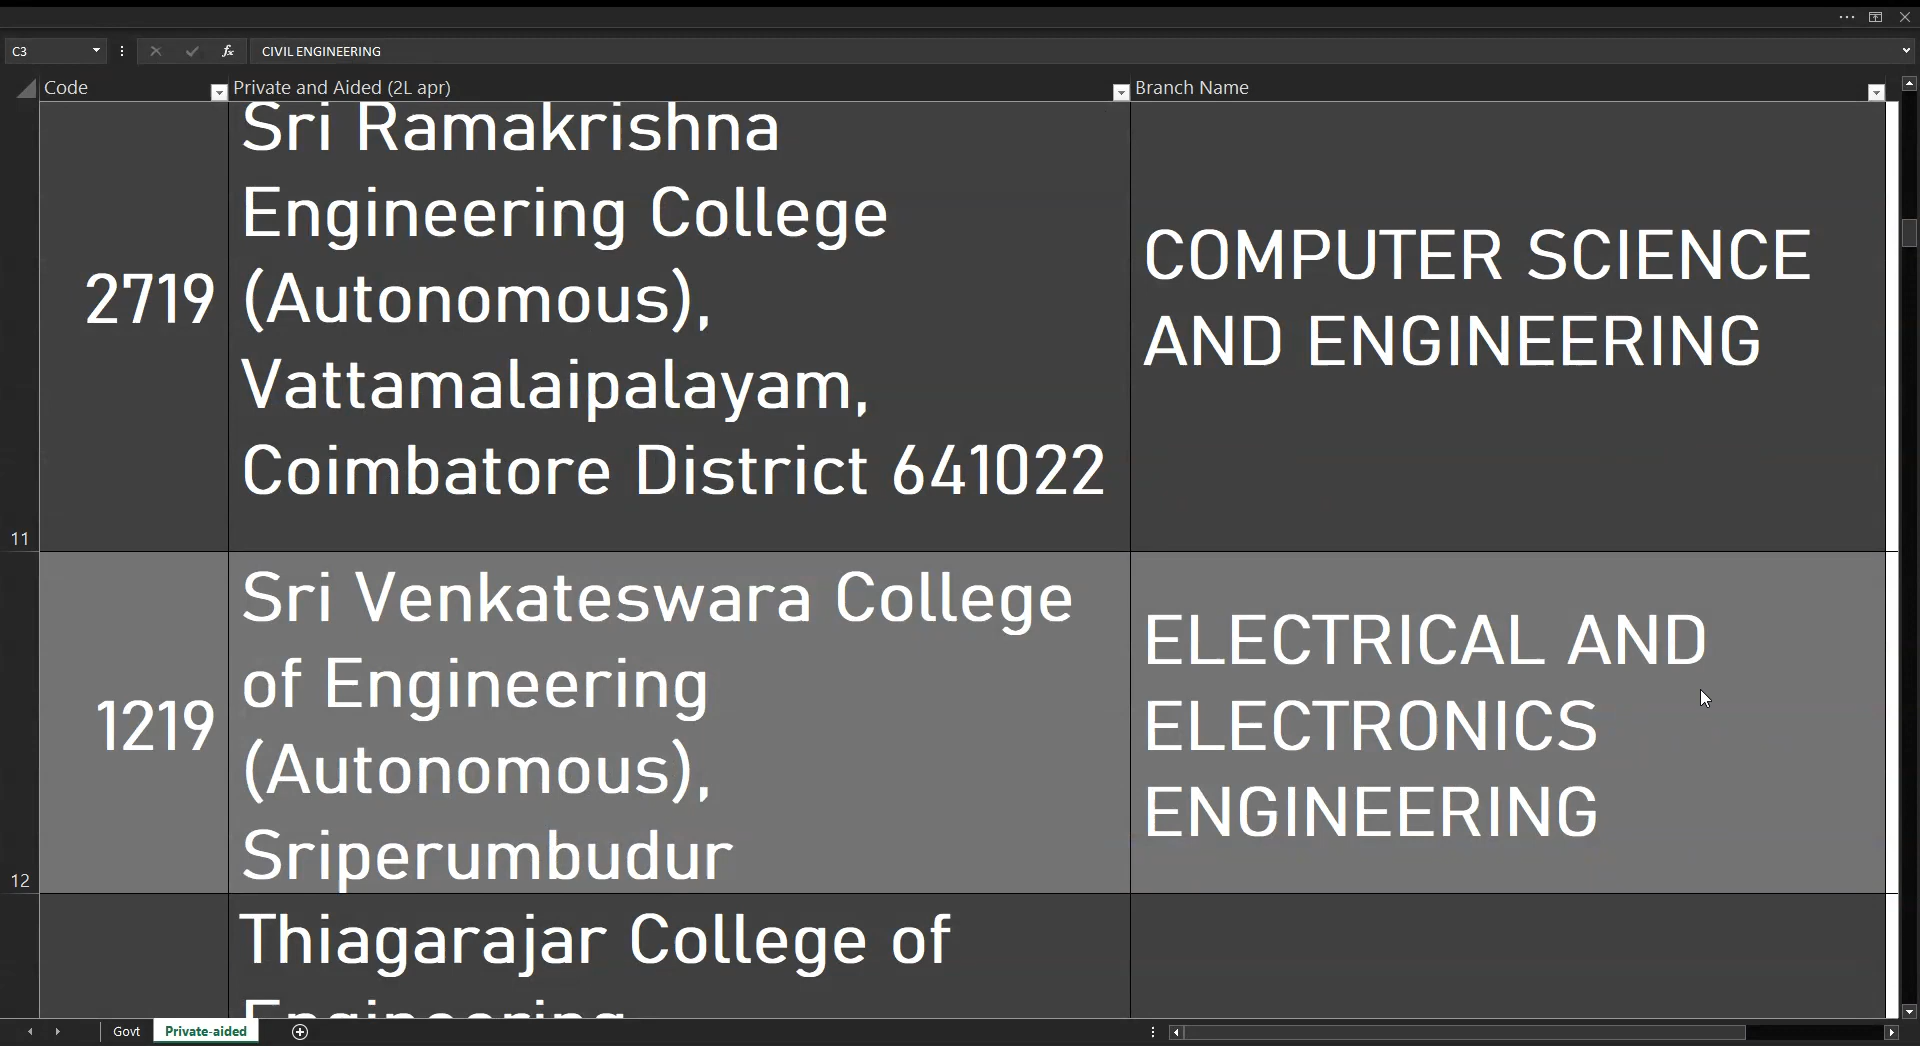 C3
fx
CIVIL ENGINEERING
Code
Private and Aided (2L apr)
Branch Name
2719
Sri Ramakrishna
Engineering College
(Autonomous),
Vattamalaipalayam,
Coimbatore District 641022
COMPUTER SCIENCE
AND ENGINEERING
11
1219
Sri Venkateswara College
of Engineering
(Autonomous),
Sriperumbudur
ELECTRICAL AND
ELECTRONICS
ENGINEERING
12
Thiagarajar College of
Engineering
Govt
Private-aided